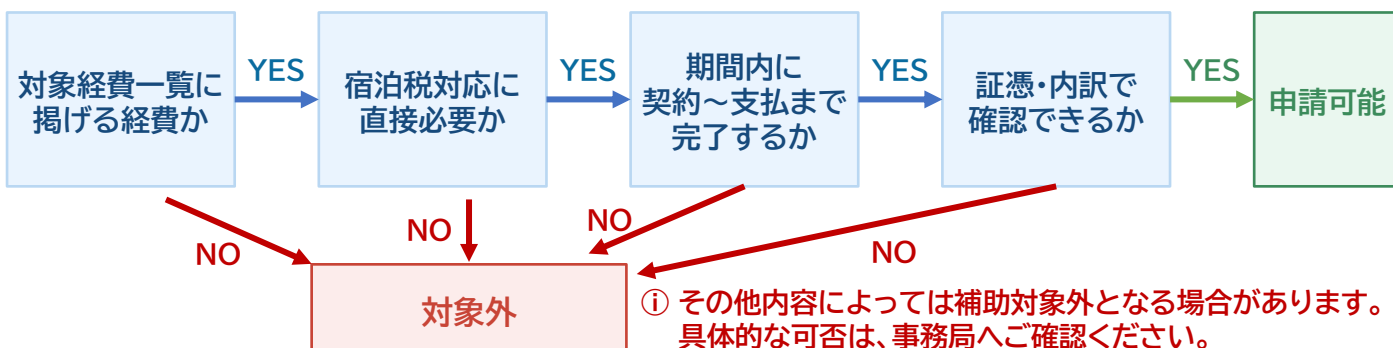 対象経費一覧に
掲げる経費か
YES
宿泊税対応に
直接必要か
YES
期間内に
契約～支払まで
完了するか
YES
証憑・内訳で
確認できるか
YES
申請可能
NO
NO
NO
NO
対象外
ⓘ その他内容によっては補助対象外となる場合があります。
具体的な可否は、事務局へご確認ください。